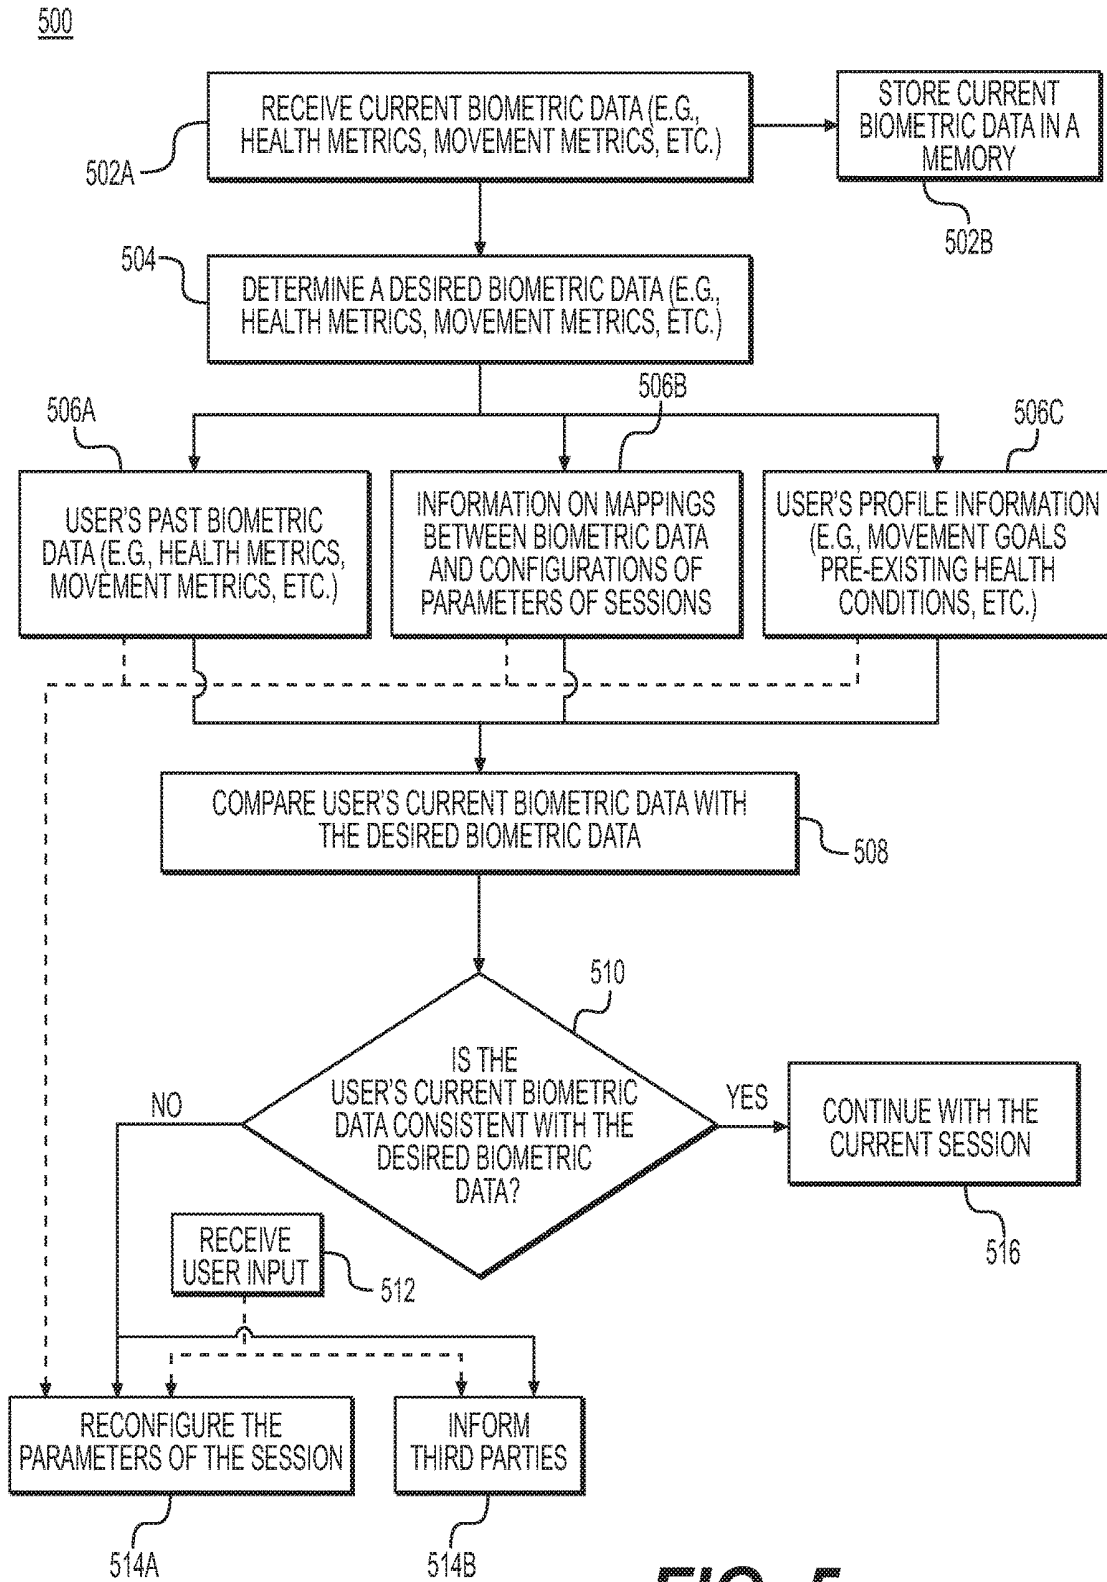 500
RECEIVE CURRENT BIOMETRIC DATA (E.G.,
HEALTH METRICS, MOVEMENT METRICS, ETC.)
502A
STORE CURRENT
BIOMETRIC DATA IN A
MEMORY
502B
504
DETERMINE A DESIRED BIOMETRIC DATA (E.G.,
HEALTH METRICS, MOVEMENT METRICS, ETC.)
506A
506B
506C
USER'S PAST BIOMETRIC
DATA (E.G., HEALTH METRICS,
MOVEMENT METRICS, ETC.)
INFORMATION ON MAPPINGS
BETWEEN BIOMETRIC DATA
AND CONFIGURATIONS OF
PARAMETERS OF SESSIONS
USER'S PROFILE INFORMATION
(E.G., MOVEMENT GOALS
PRE-EXISTING HEALTH
CONDITIONS, ETC.)
COMPARE USER'S CURRENT BIOMETRIC DATA WITH
THE DESIRED BIOMETRIC DATA
508
510
IS THE
USER'S CURRENT BIOMETRIC
DATA CONSISTENT WITH THE
DESIRED BIOMETRIC
DATA?
NO
YES
CONTINUE WITH THE
CURRENT SESSION
516
RECEIVE
USER INPUT
512
RECONFIGURE THE
PARAMETERS OF THE SESSION
514A
INFORM
THIRD PARTIES
514B
FIG. 5